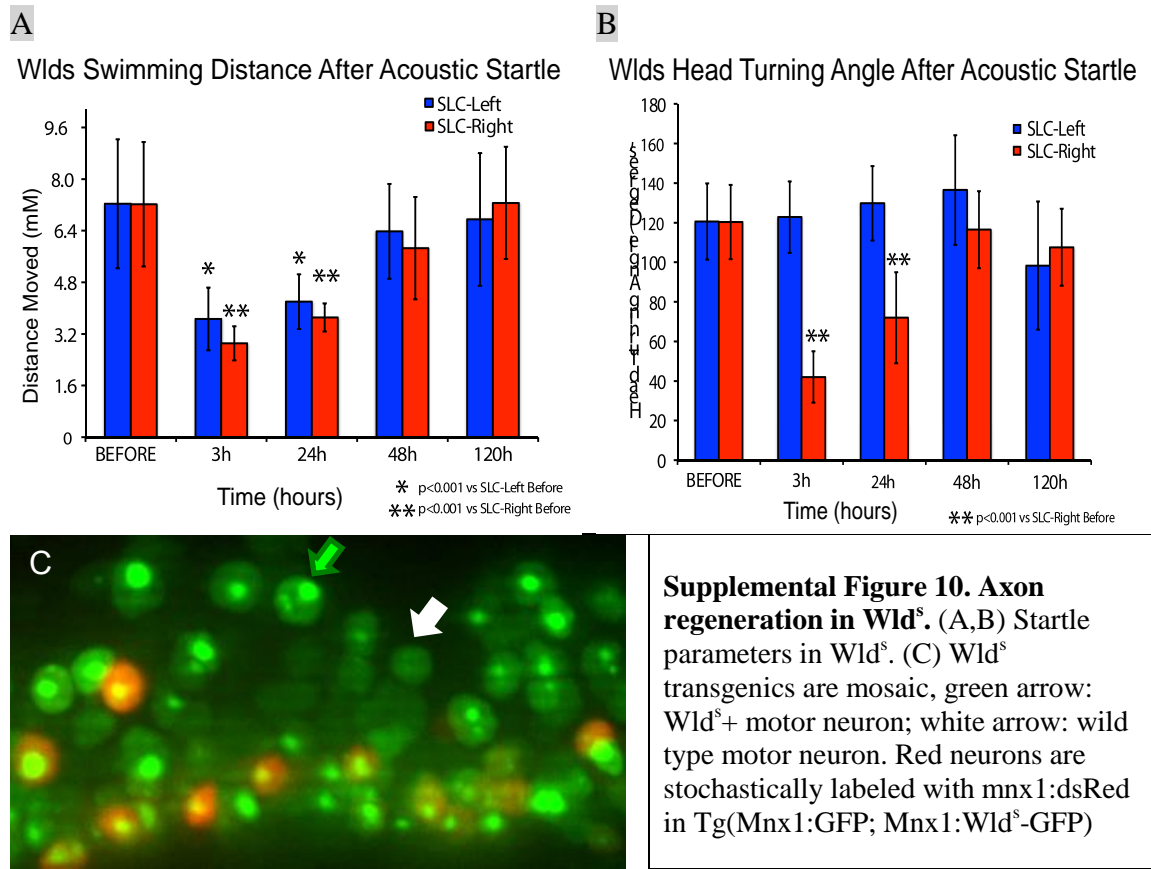 A
Wlds Swimming Distance After Acoustic Startle
SLC-Left
SLC-Right
Distance Moved (mM)
9.6
8.0
6.4
4.8
3.2
1.6
0
*
**
*
**
BEFORE 3h 24h 48h 120h
Time (hours)
* p<0.001 vs SLC-Left Before
** p<0.001 vs SLC-Right Before
B
Wlds Head Turning Angle After Acoustic Startle
SLC-Left
SLC-Right
180
160
140
120
100
80
60
40
20
0
**
**
BEFORE 3h 24h 48h 120h
Time (hours)
** p<0.001 vs SLC-Right Before
C
Supplemental Figure 10. Axon
regeneration in Wldˢ. (A,B) Startle
parameters in Wldˢ. (C) Wldˢ
transgenics are mosaic, green arrow:
Wldˢ+ motor neuron; white arrow: wild
type motor neuron. Red neurons are
stochastically labeled with mnx1:dsRed
in Tg(Mnx1:GFP; Mnx1:Wldˢ-GFP)